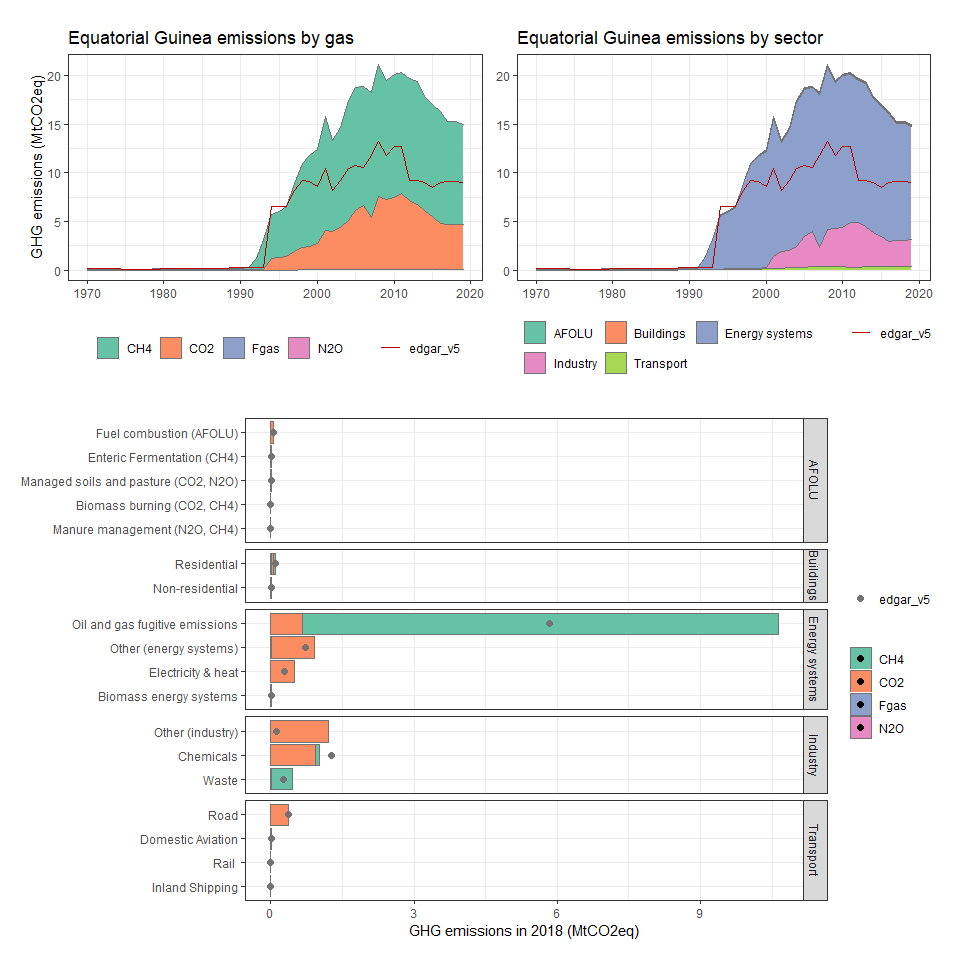 Equatorial Guinea emissions by gas
GHG emissions (MtCO2eq)
20
15
10
5
0
1970 1980 1990 2000 2010 2020
CH4 CO2 Fgas N2O edgar_v5
Equatorial Guinea emissions by sector
20
15
10
5
0
1970 1980 1990 2000 2010 2020
AFOLU Buildings Energy systems edgar_v5
Industry Transport
Fuel combustion (AFOLU)
Enteric Fermentation (CH4)
Managed soils and pasture (CO2, N2O)
Biomass burning (CO2, CH4)
Manure management (N2O, CH4)
AFOLU
Residential
Non-residential
Buildings
Oil and gas fugitive emissions
Other (energy systems)
Electricity & heat
Biomass energy systems
Energy systems
Other (industry)
Chemicals
Waste
Industry
Road
Domestic Aviation
Rail
Inland Shipping
Transport
0 3 6 9
GHG emissions in 2018 (MtCO2eq)
edgar_v5
CH4
CO2
Fgas
N2O